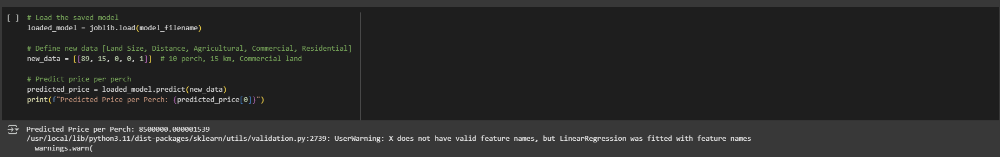 [ ] # Load the saved model
loaded_model = joblib.load(model_filename)
# Define new data [Land Size, Distance, Agricultural, Commercial, Residential]
new_data = [[89, 15, 0, 0, 1]]  # 10 perch, 15 km, Commercial land
# Predict price per perch
predicted_price = loaded_model.predict(new_data)
print(f"Predicted Price per Perch: {predicted_price[0]}")
Predicted Price per Perch: 8500000.000001539
/usr/local/lib/python3.11/dist-packages/sklearn/utils/validation.py:2739: UserWarning: X does not have valid feature names, but LinearRegression was fitted with feature names
  warnings.warn(